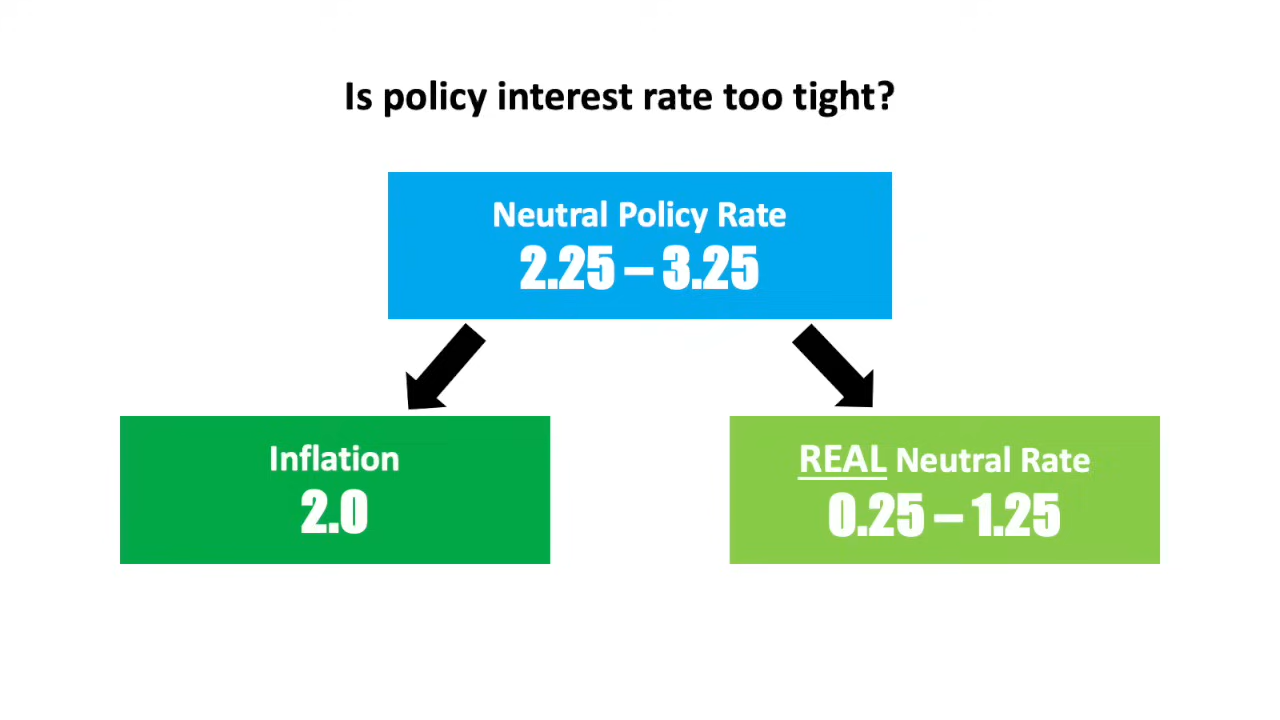 Is policy interest rate too tight?
Neutral Policy Rate
2.25 – 3.25
Inflation
2.0
REAL Neutral Rate
0.25 – 1.25